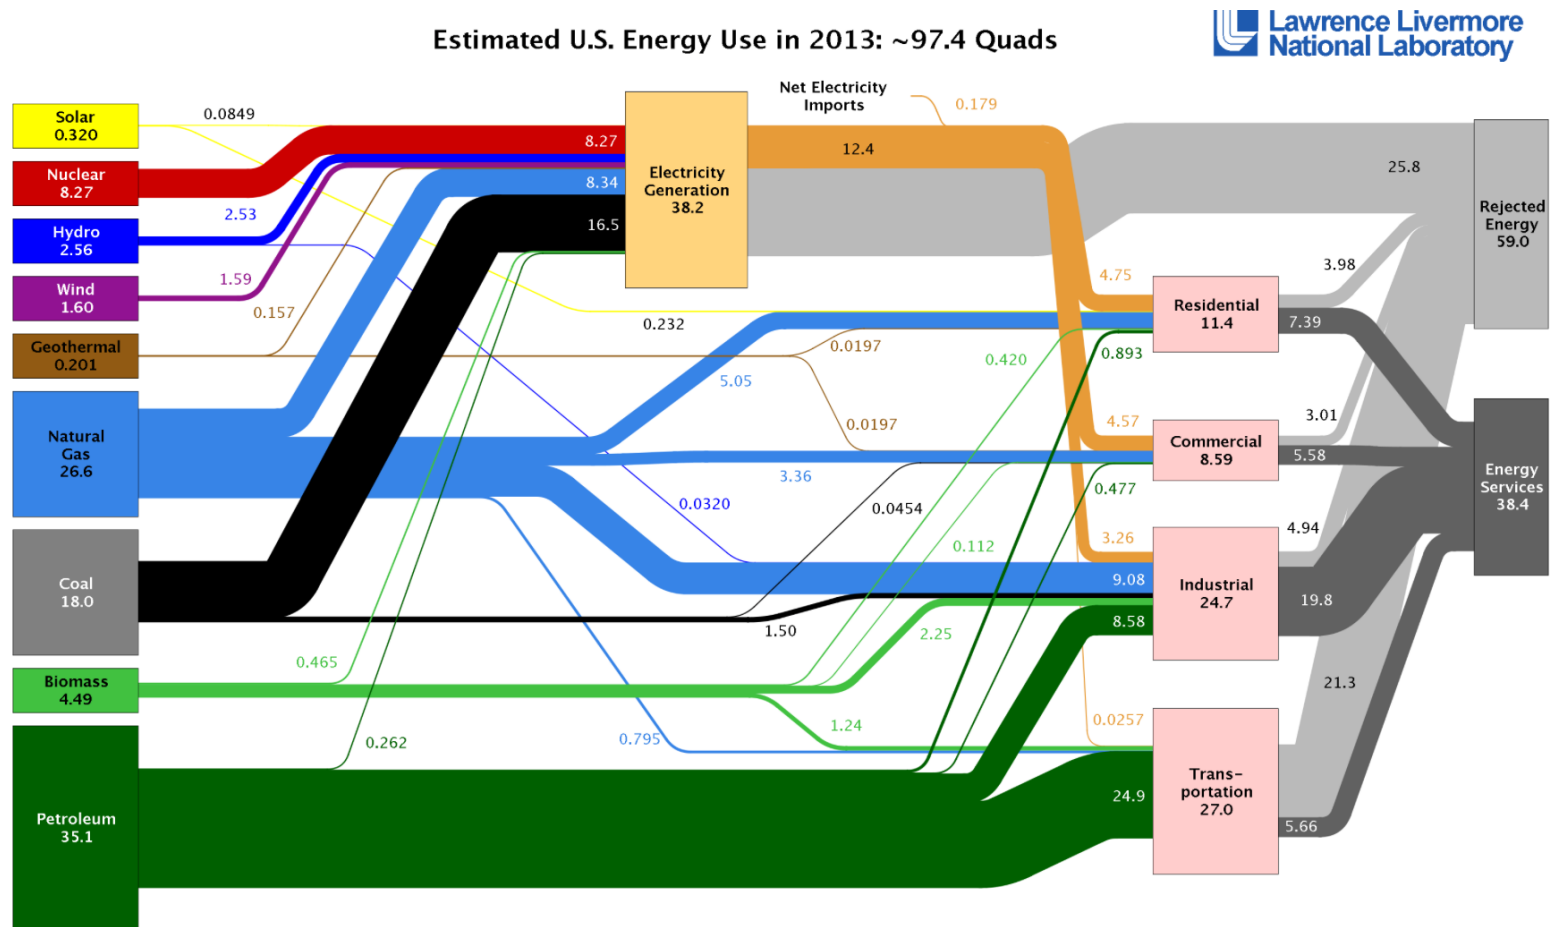 Estimated U.S. Energy Use in 2013: ~97.4 Quads
Lawrence Livermore
National Laboratory
Net Electricity
Imports
0.179
Solar
0.320
0.0849
Nuclear
8.27
8.27
Hydro
2.56
2.53
Wind
1.60
1.59
Geothermal
0.201
0.157
Natural
Gas
26.6
8.34
Coal
18.0
16.5
Biomass
4.49
0.465
Petroleum
35.1
0.262
Electricity
Generation
38.2
12.4
25.8
Rejected
Energy
59.0
0.232
0.0197
5.05
0.420
0.893
4.75
Residential
11.4
3.98
7.39
0.0197
3.36
0.0454
0.112
0.477
4.57
Commercial
8.59
3.01
5.58
Energy
Services
38.4
0.0320
3.26
9.08
1.50
2.25
8.58
Industrial
24.7
4.94
19.8
0.795
1.24
0.0257
24.9
Trans-
portation
27.0
21.3
5.66